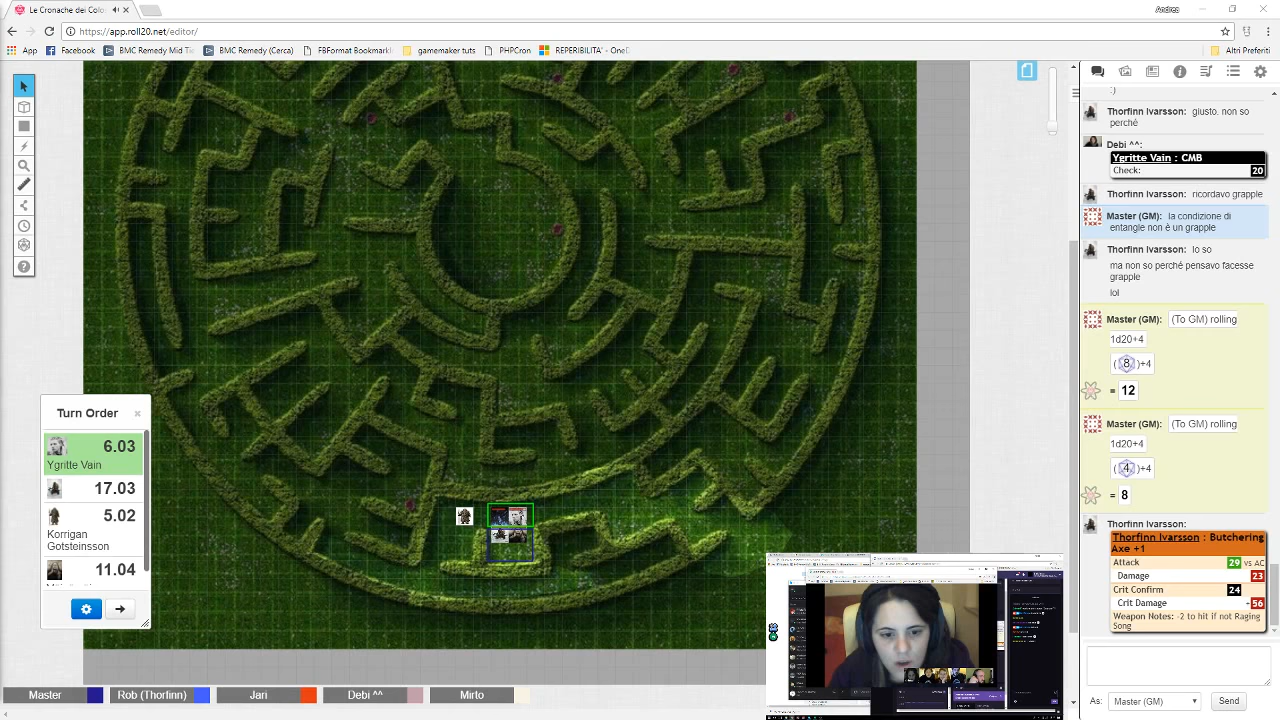 Le Cronache dei Colo
Andrea
https://app.roll20.net/editor/
App
Facebook
BMC Remedy Mid Tie
BMC Remedy (Cerca)
FBFormat Bookmarkl
gamemaker tuts
PHPCron
REPERIBILITA' - OneD
Altri Preferiti
:)
Thorfinn Ivarsson: giusto. non so
perchè
Debi ^^:
Ygritte Vain : CMB
Check: 20
Thorfinn Ivarsson: ricordavo grapple
Master (GM): la condizione di
entangle non è un grapple
Thorfinn Ivarsson: lo so
ma non so perché pensavo facesse
grapple
lol
Master (GM): (To GM) rolling
1d20+4
(8)+4
= 12
Master (GM): (To GM) rolling
1d20+4
(4)+4
= 8
Thorfinn Ivarsson:
Thorfinn Ivarsson : Butchering
Axe +1
Attack vs AC
Damage 23
Crit Confirm 23
Crit Damage + 56
Weapon Notes: -2 to hit if not raging
Song
Turn Order ×
6.03
Ygritte Vain
17.03
5.02
Korrigan
Gotsteinsson
11.04
Master
Rob (Thorfinn)
Jari
Debi ^^
Mirto
As: Master (GM)
Send